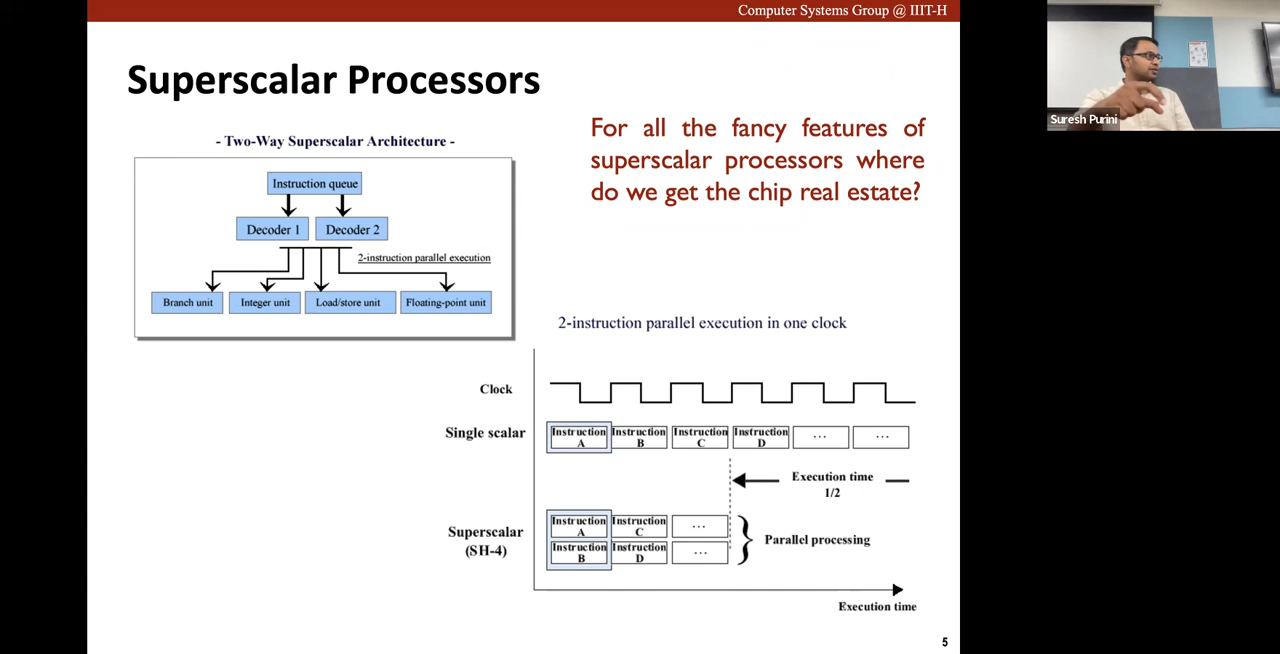 Computer Systems Group @ IIIT-H
Superscalar Processors
- Two-Way Superscalar Architecture -
Instruction queue
Decoder 1
Decoder 2
2-instruction parallel execution
Branch unit
Integer unit
Load/store unit
Floating-point unit
For all the fancy features of
superscalar processors where
do we get the chip real estate?
Suresh Purini
2-instruction parallel execution in one clock
Clock
Single scalar
Instruction
A
Instruction
B
Instruction
C
Instruction
D
...
...
Execution time
1/2
Superscalar
(SH-4)
Instruction
A
Instruction
C
...
Instruction
B
Instruction
D
...
Parallel processing
Execution time
5